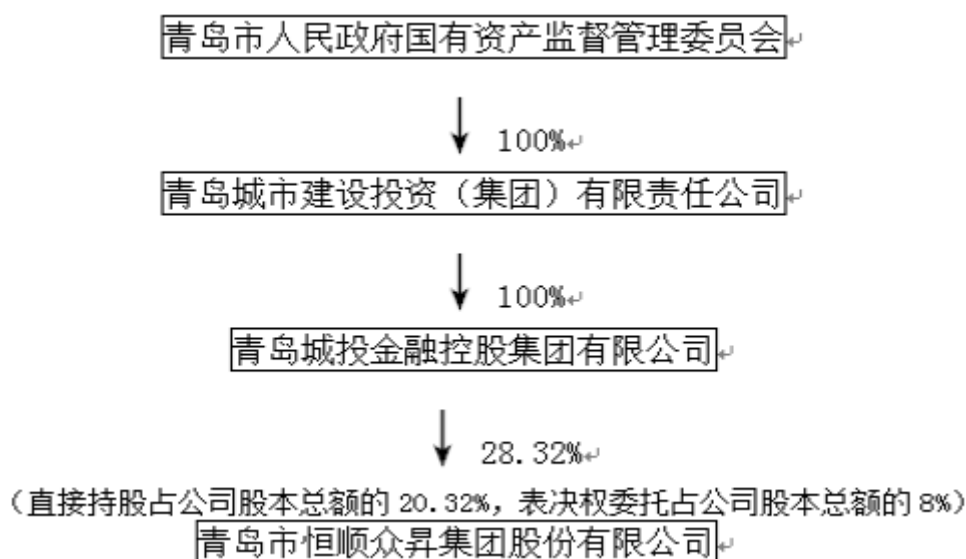 青岛市人民政府国有资产监督管理委员会
100%
青岛城市建设投资（集团）有限责任公司
100%
青岛城投金融控股集团有限公司
28.32%
（直接持股占公司股本总额的 20.32%，表决权委托占公司股本总额的 8%）
青岛市恒顺众昇集团股份有限公司